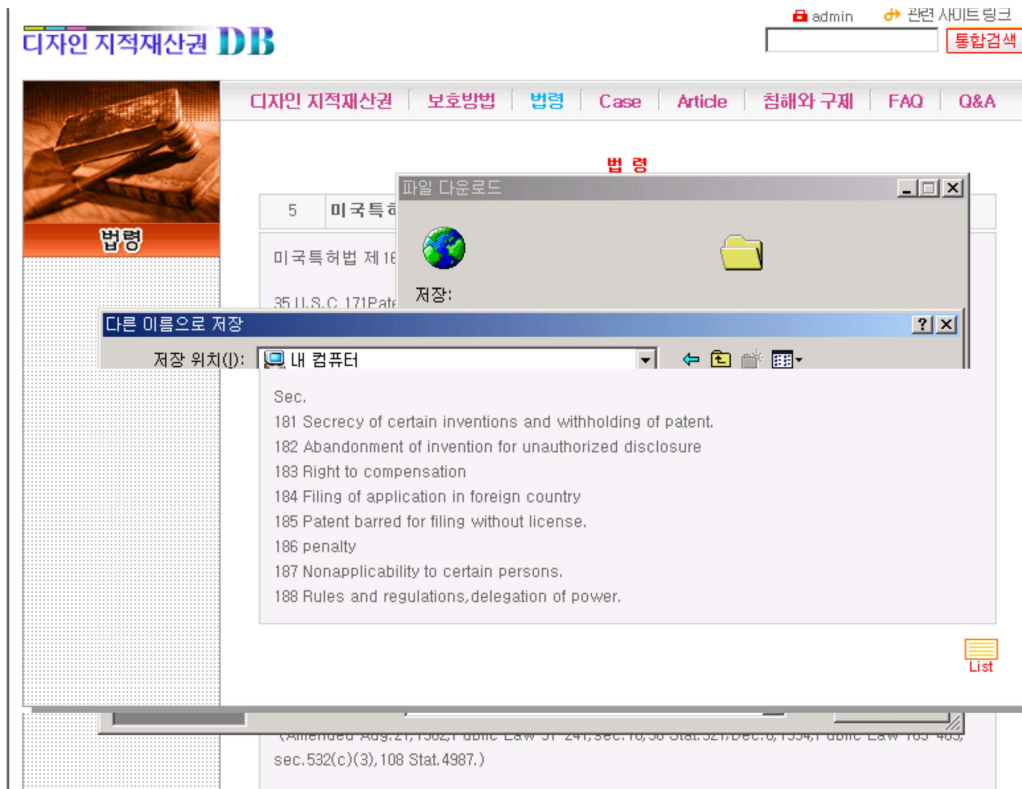 admin 관련 사이트 링크
디자인 지적재산권 DB
통합검색
디자인 지적재산권 보호방법 법령 Case Article 침해와 구제 FAQ Q&A
법 령
파일 다운로드
5 미국특허
법령
미국특허법 제
저장:
35 U.S.C 171
다른 이름으로 저장
저장 위치(I): 내 컴퓨터
Sec.
181 Secrecy of certain inventions and withholding of patent.
182 Abandonment of invention for unauthorized disclosure
183 Right to compensation
184 Filing of application in foreign country
185 Patent barred for filing without license.
186 penalty
187 Nonapplicability to certain persons.
188 Rules and regulations,delegation of power.
List
sec.532(c)(3),108 Stat.4987.)